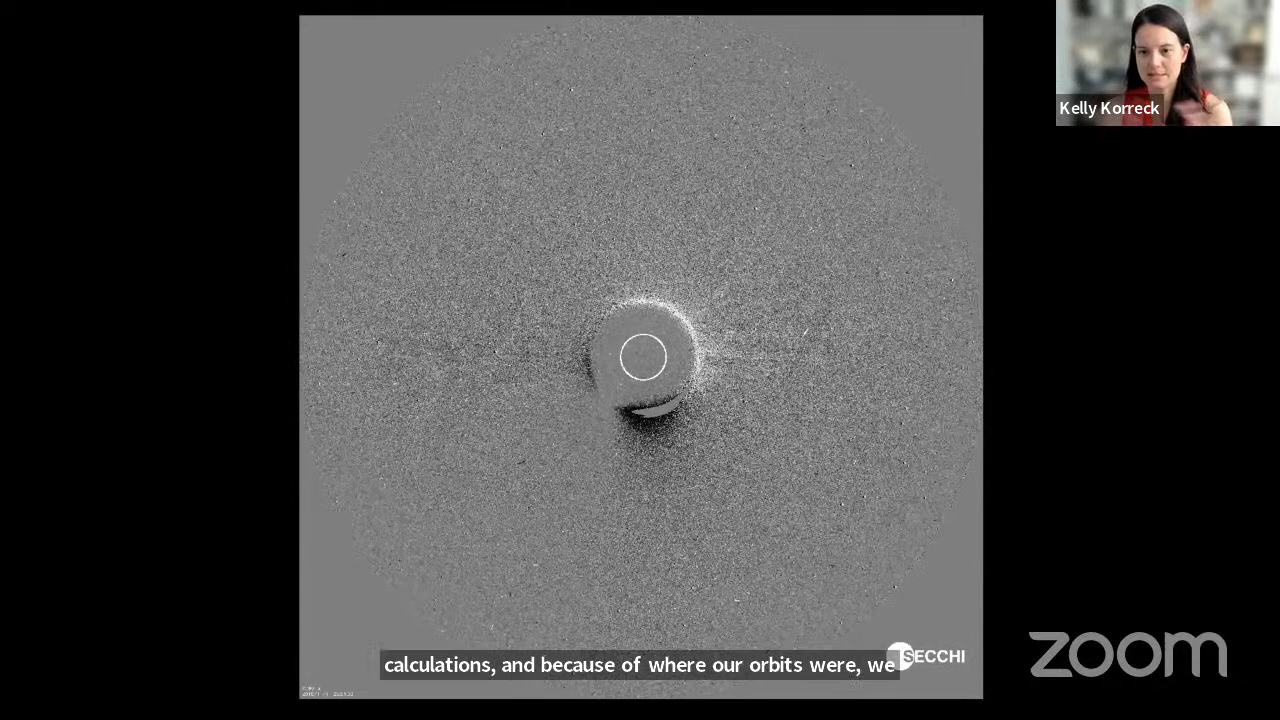 Kelly Korreck
calculations, and because of where our orbits were, we
SECCHI
zoom